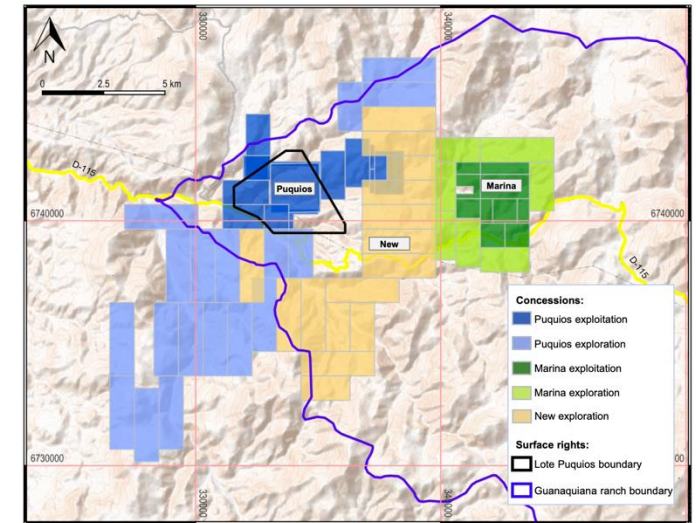 330000
340000
N
0
2.5
5 km
D-115
Puquios
Marina
6740000
6740000
New
D-115
Concessions:
Puquios exploitation
Puquios exploration
Marina exploitation
Marina exploration
New exploration
Surface rights:
Lote Puquios boundary
Guanaquiana ranch boundary
6730000
330000